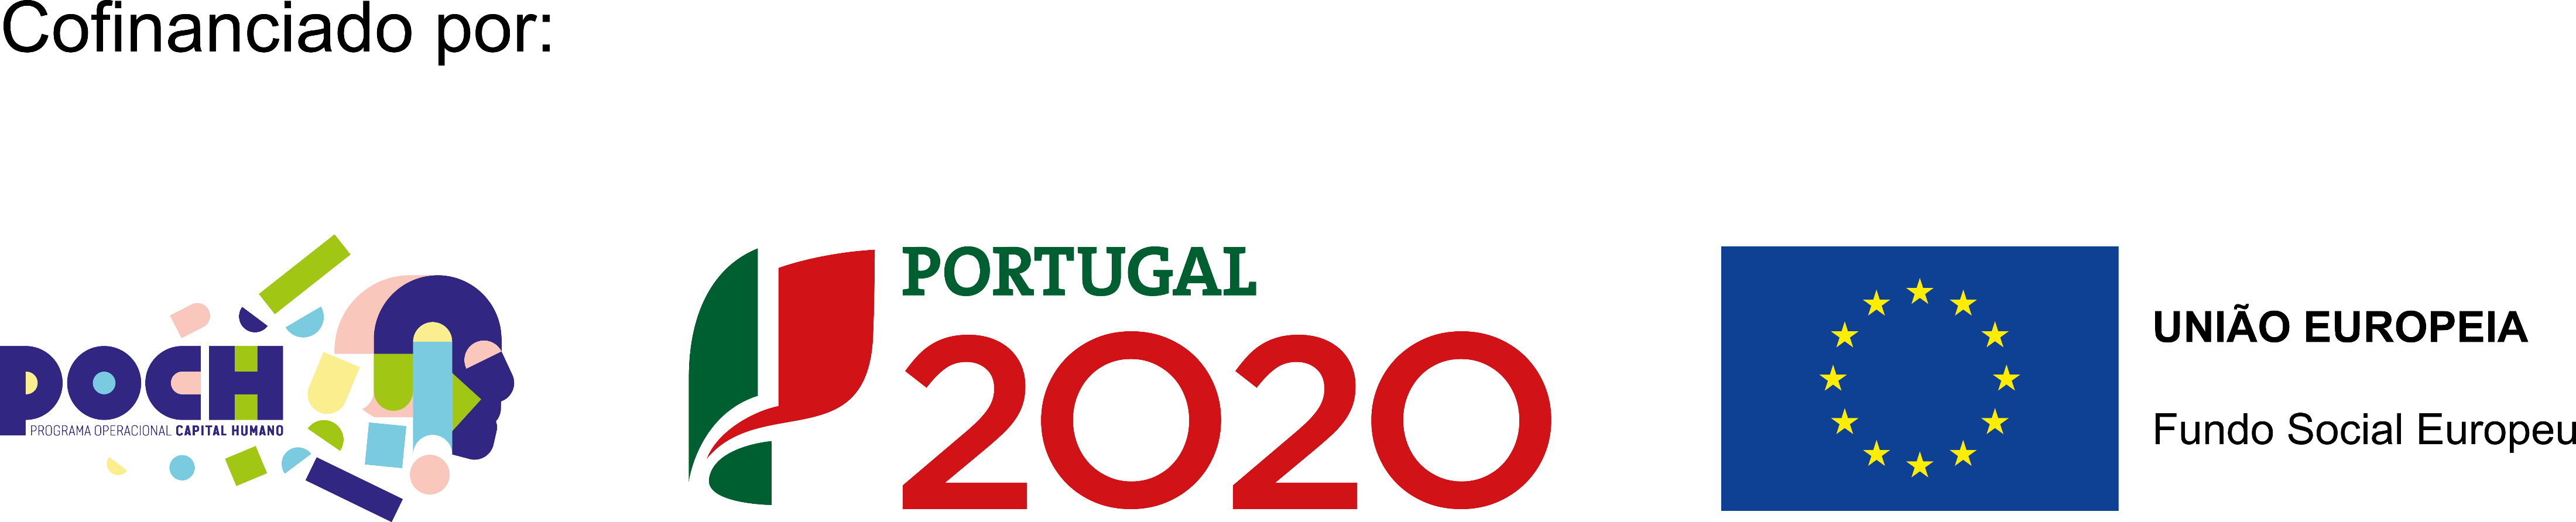 Cofinanciado por:
POCH
PROGRAMA OPERACIONAL CAPITAL HUMANO
PORTUGAL
2020
UNIÃO EUROPEIA
Fundo Social Europeu